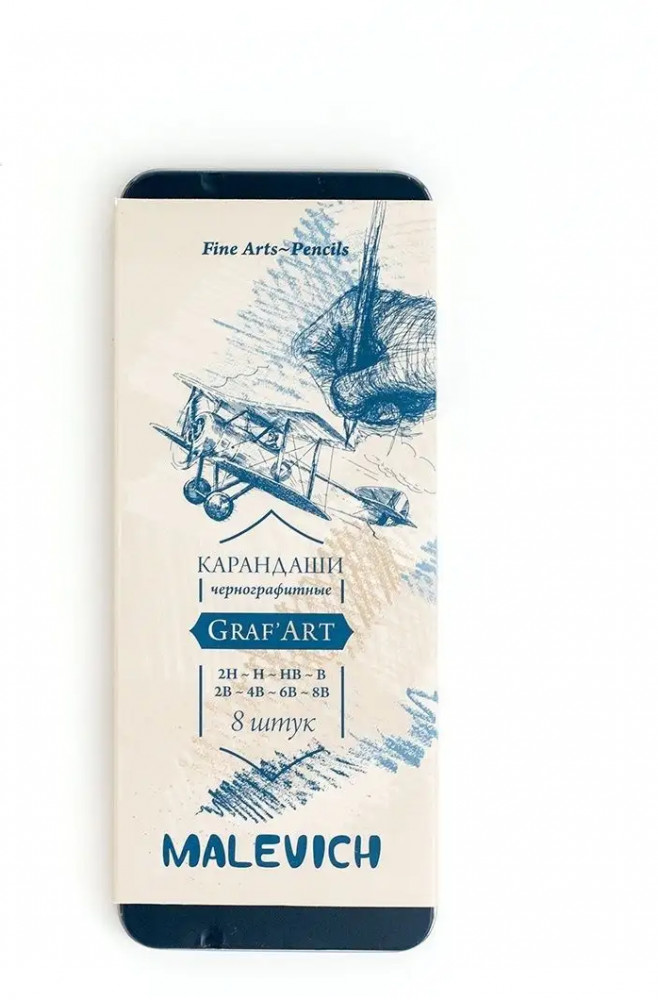 Fine Arts~Pencils
КАРАНДАШИ
чернографитные
GRAF'ART
2H ~ H ~ HB ~ B
2B ~ 4B ~ 6B ~ 8B
8 штук
MALEVICH